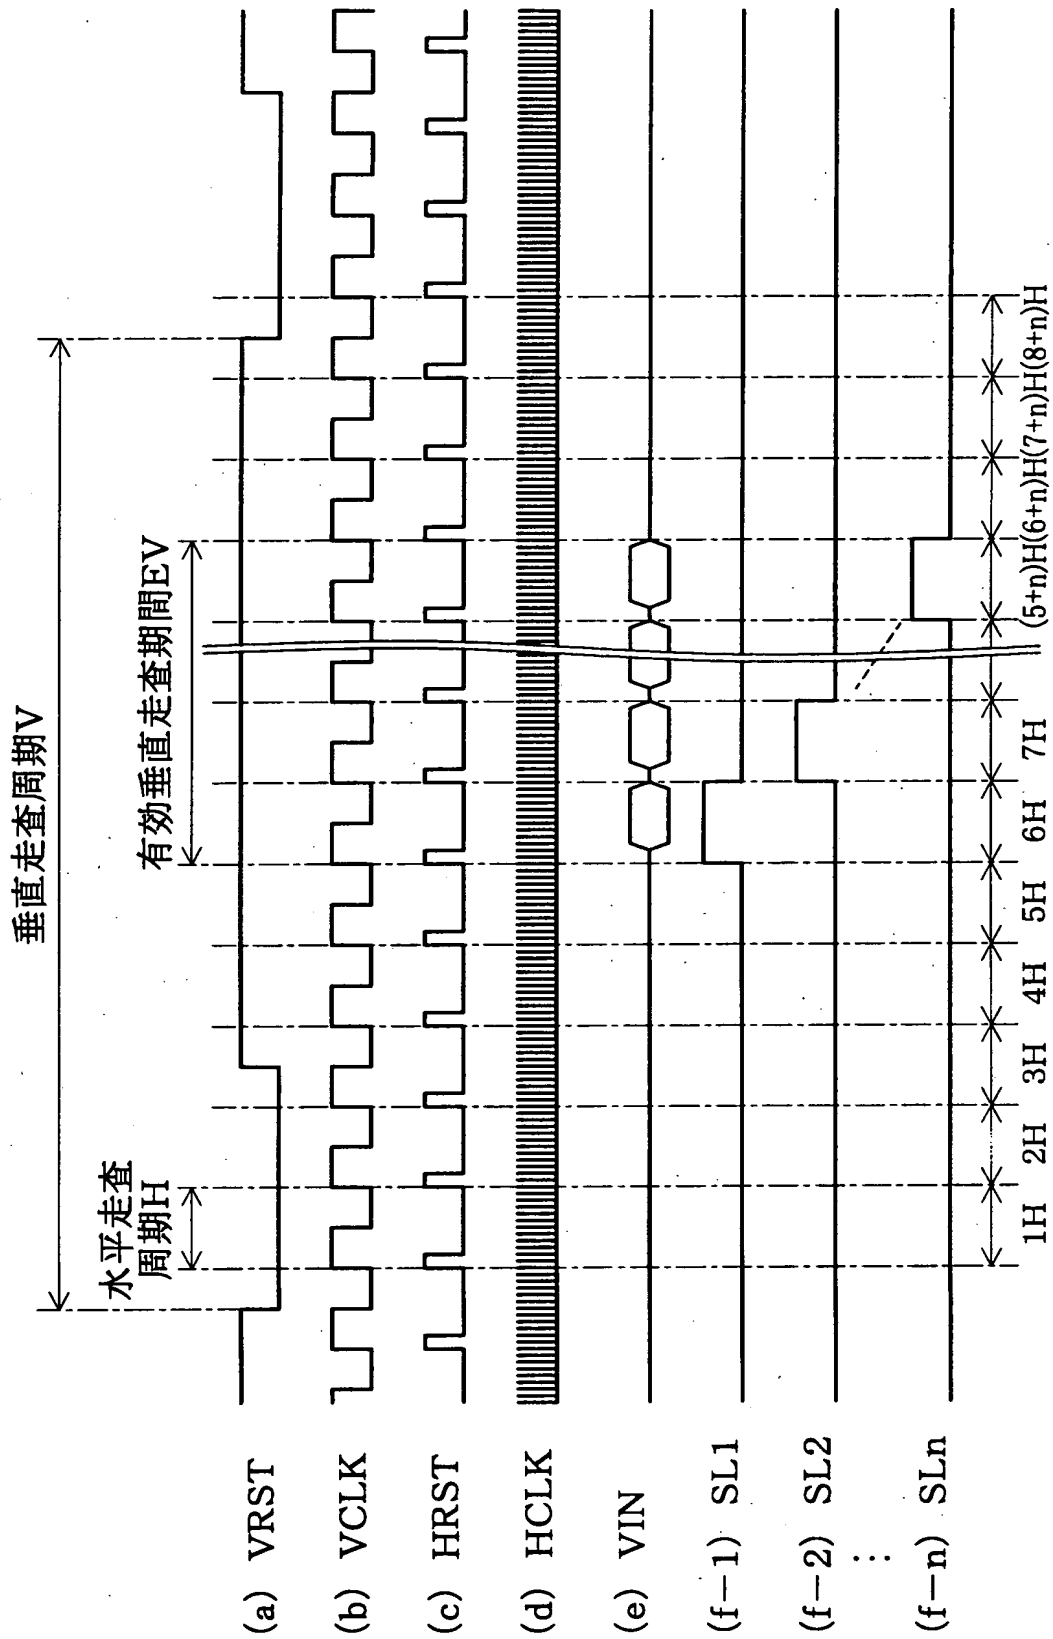 垂直走査周期V
有効垂直走査期間EV
水平走査
周期H
(a) VRST
(b) VCLK
(c) HRST
(d) HCLK
(e) VIN
(f-1) SL1
(f-2) SL2
⋮
(f-n) SLn
1H 2H 3H 4H 5H 6H 7H (5+n)H(6+n)H(7+n)H(8+n)H